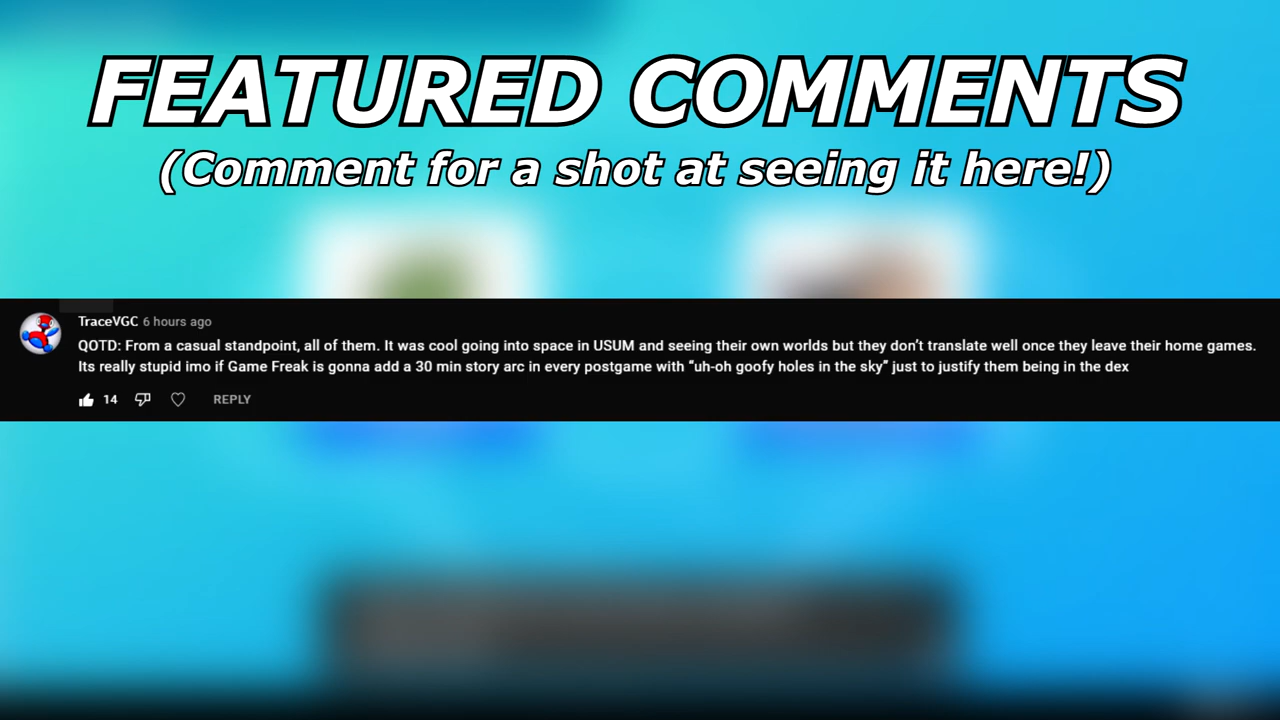 FEATURED COMMENTS
(Comment for a shot at seeing it here!)
TraceVGC 6 hours ago
QOTD: From a casual standpoint, all of them. It was cool going into space in USUM and seeing their own worlds but they don’t translate well once they leave their home games.
Its really stupid imo if Game Freak is gonna add a 30 min story arc in every postgame with “uh-oh goofy holes in the sky” just to justify them being in the dex
14 REPLY